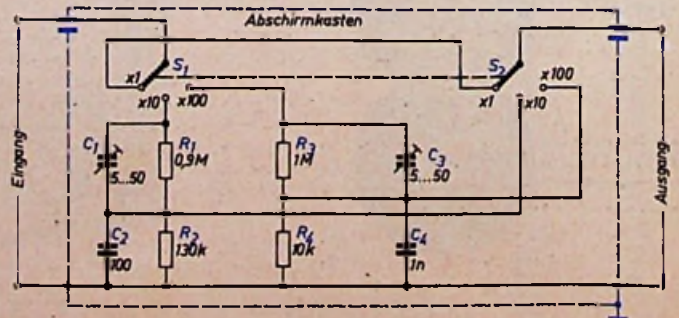 Abschirmkasten
S1
S2
x1
x10
x100
x1
x10
x100
Eingang
Ausgang
C1
5...50
R1
0,9M
R3
1M
C3
5...50
C2
100
R2
130k
R4
10k
C4
1n